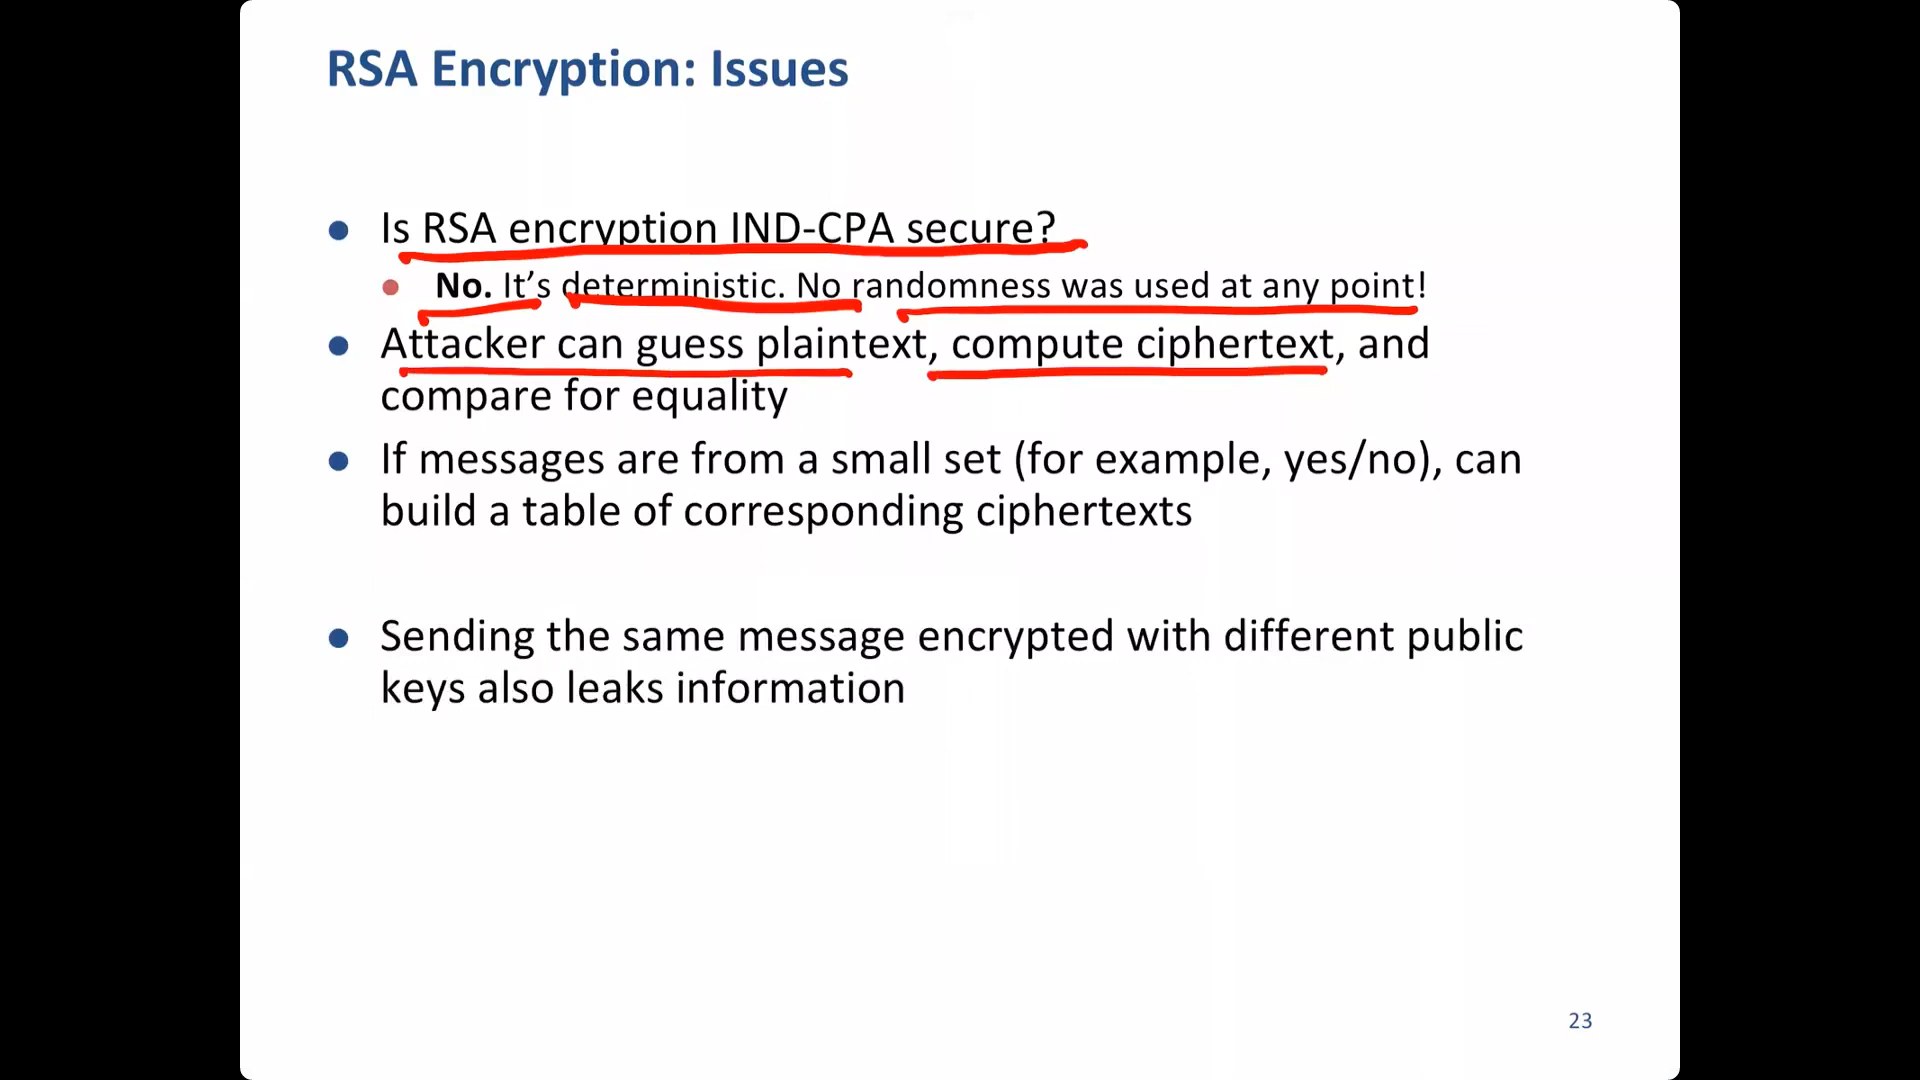 RSA Encryption: Issues
Is RSA encryption IND-CPA secure?
No. It’s deterministic. No randomness was used at any point!
Attacker can guess plaintext, compute ciphertext, and
compare for equality
If messages are from a small set (for example, yes/no), can
build a table of corresponding ciphertexts
Sending the same message encrypted with different public
keys also leaks information
23